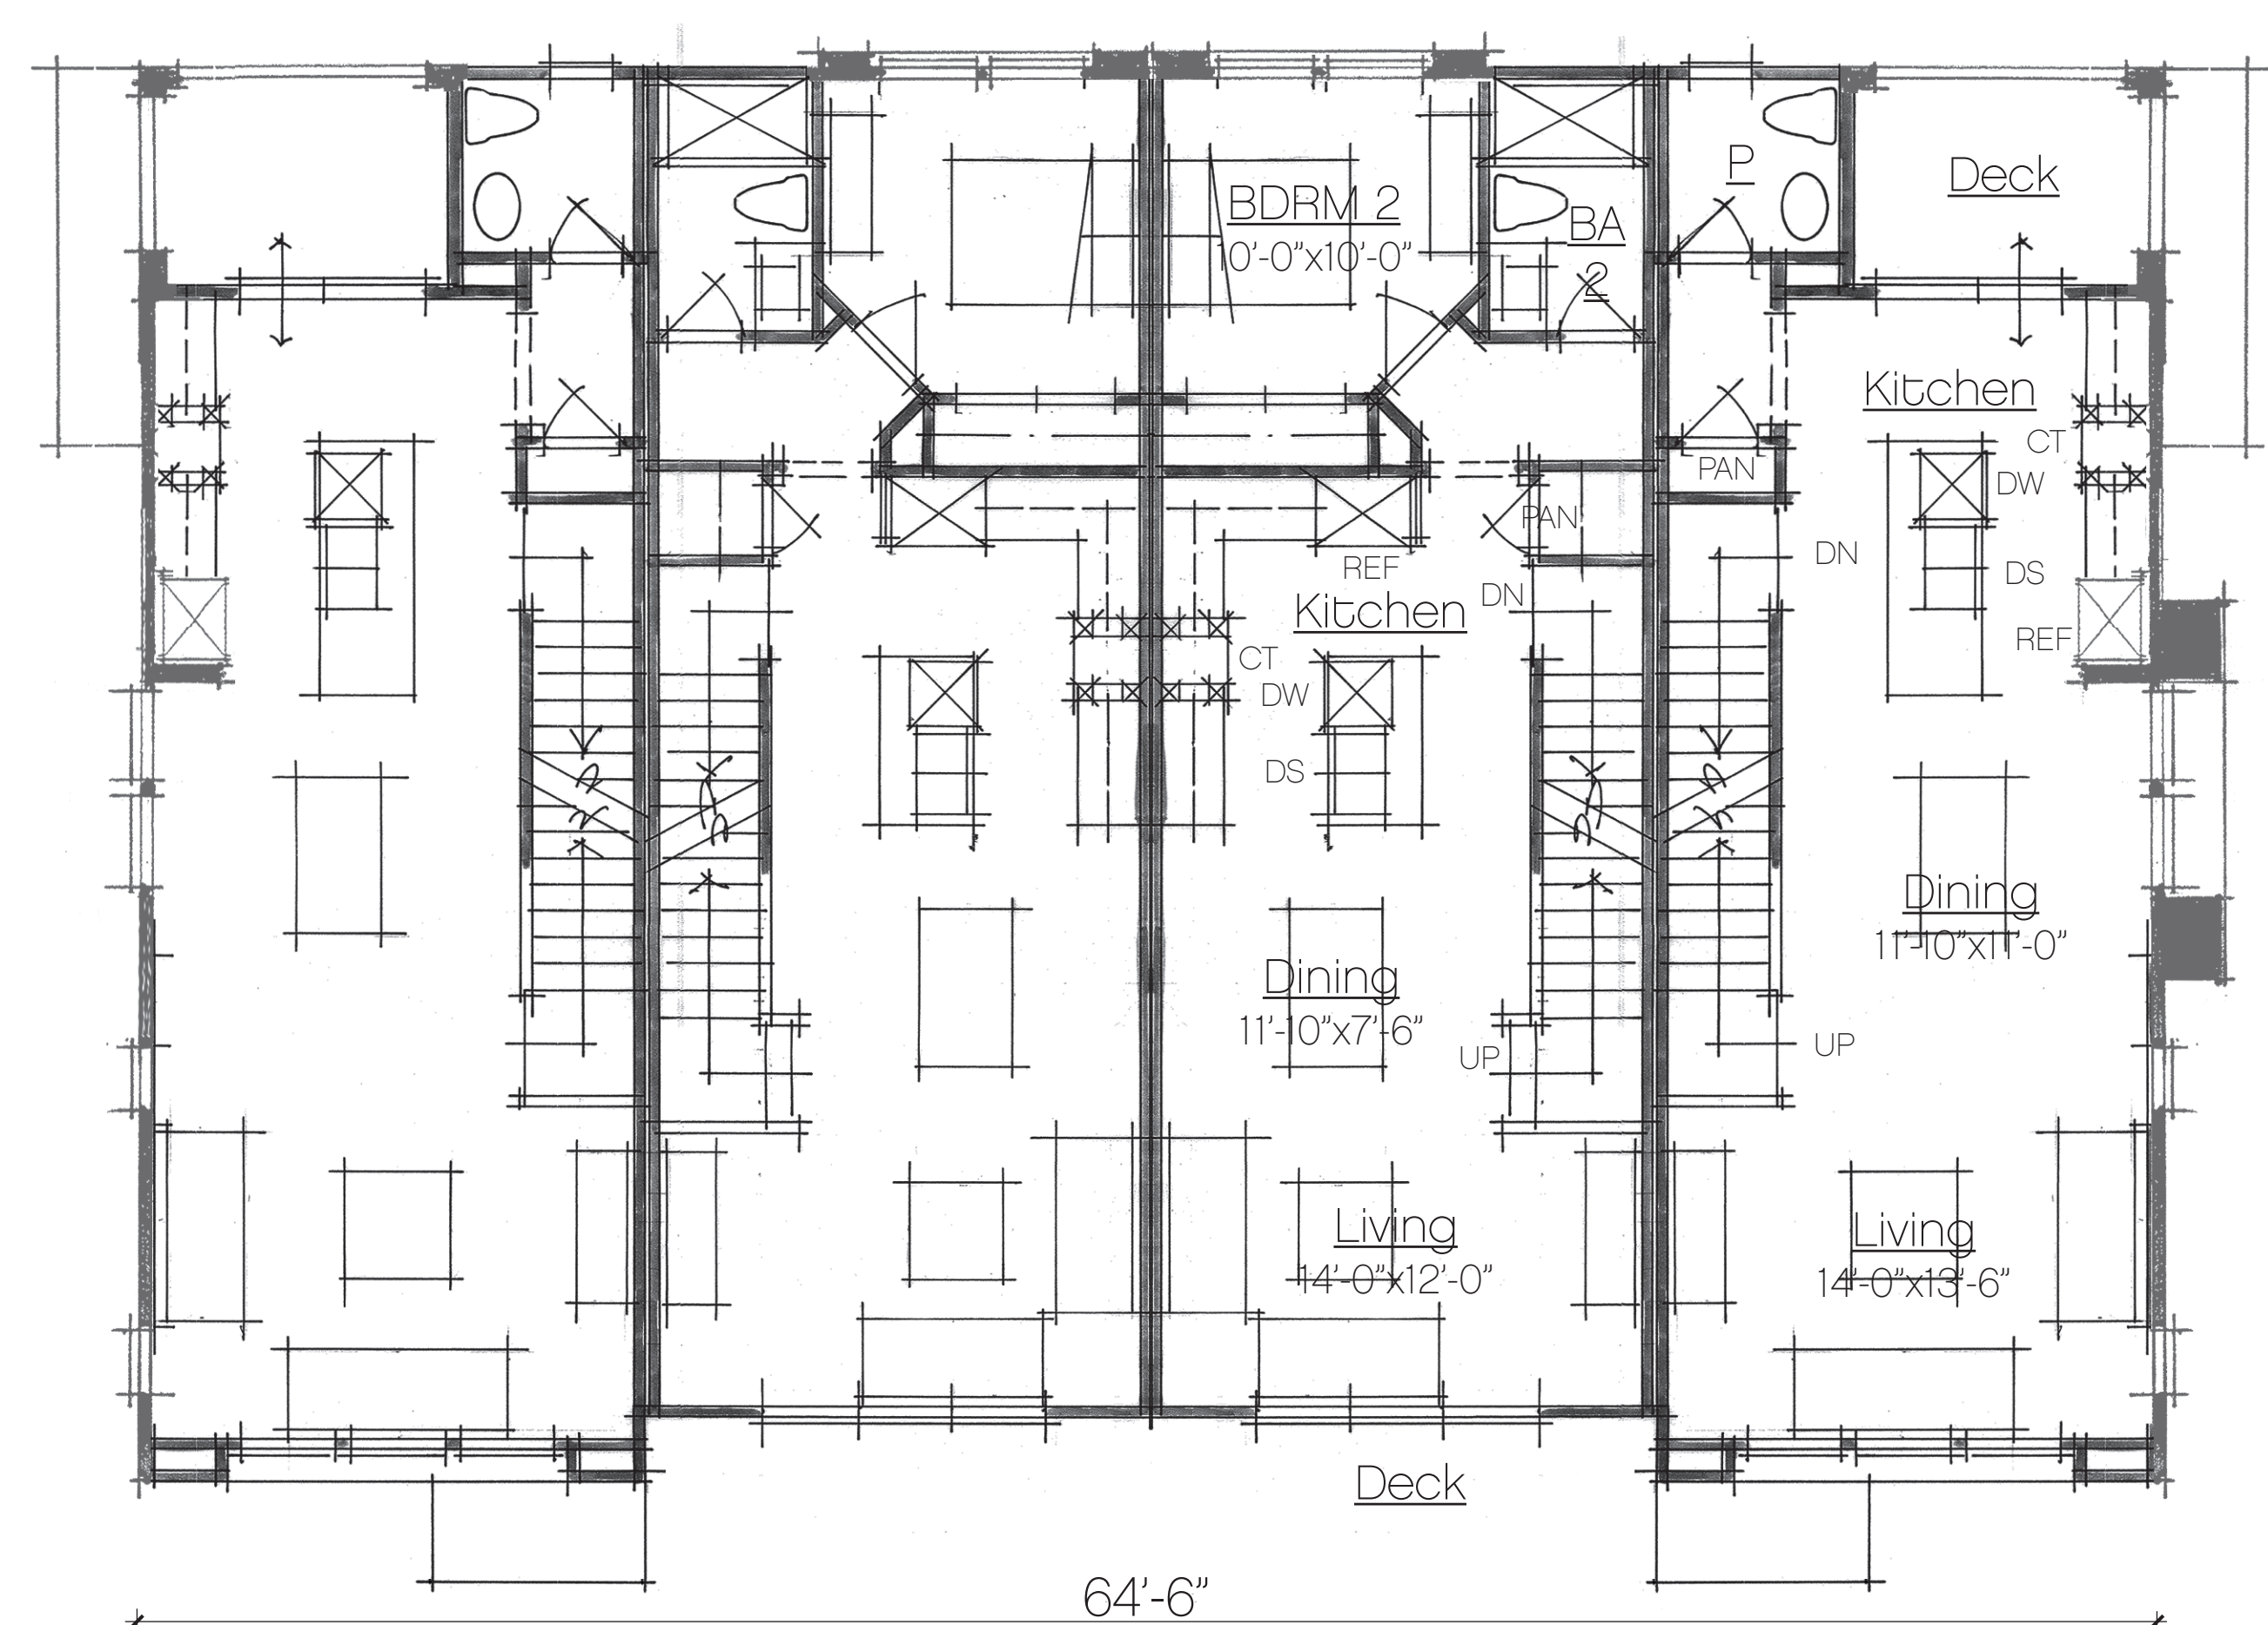 P
Deck
BDRM 2
10'-0"x10'-0"
BA
2
Kitchen
CT
DW
PAN
DS
DN
REF
PAN
REF
DN
Kitchen
CT
DW
DS
Dining
11'-10"x11'-0"
Dining
11'-10"x7'-6"
UP
UP
Living
14'-0"x12'-0"
Living
14'-0"x13'-6"
Deck
64'-6"